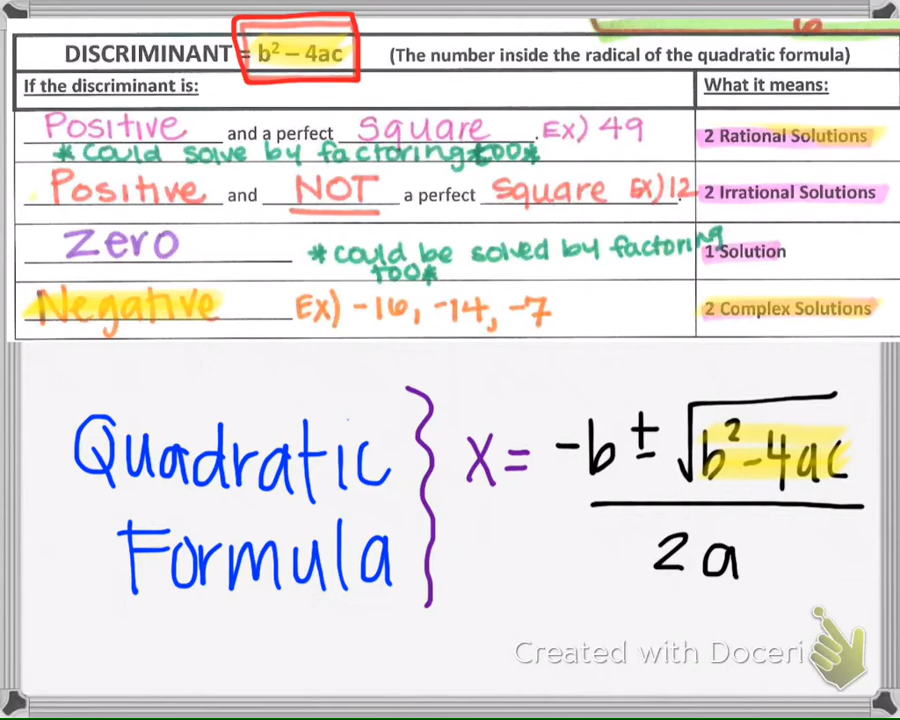 DISCRIMINANT = b² – 4ac (The number inside the radical of the quadratic formula)
If the discriminant is: What it means:
Positive and a perfect square. Ex) 49 2 Rational Solutions
*Could solve by factoring too*
Positive and NOT a perfect square Ex) 12. 2 Irrational Solutions
Zero *could be solved by factoring too* 1 Solution
Negative Ex) -16, -14, -7 2 Complex Solutions
Quadratic Formula } x = -b ± √b²-4ac
2a
Created with Doceri